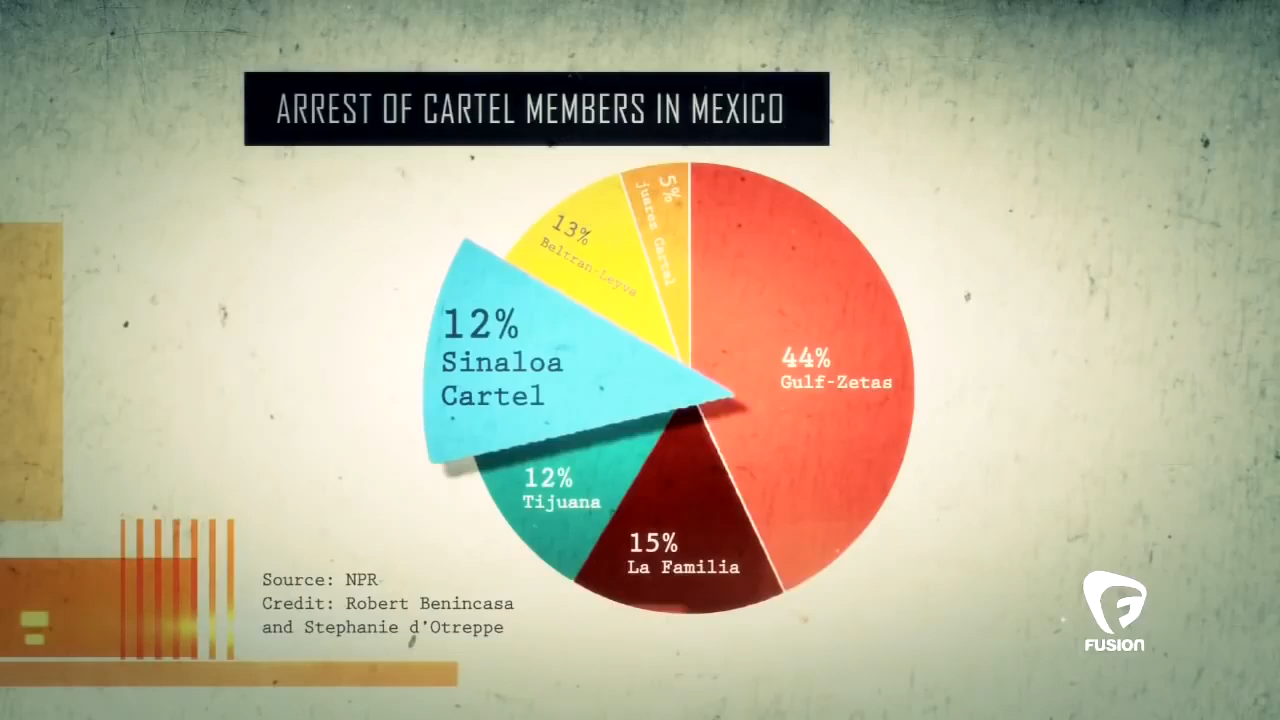 ARREST OF CARTEL MEMBERS IN MEXICO
5%
juarez Cartel
13%
Beltran-Leyva
12%
Sinaloa
Cartel
44%
Gulf-Zetas
12%
Tijuana
15%
La Familia
Source: NPR
Credit: Robert Benincasa
and Stephanie d'Otreppe
FUSION